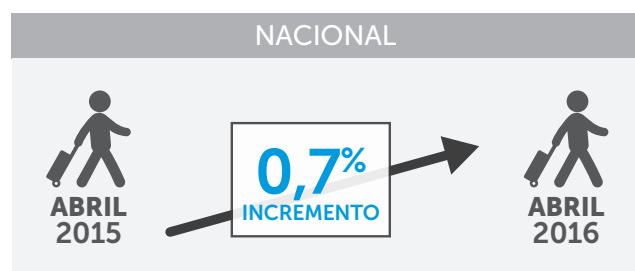 NACIONAL
0,7%
INCREMENTO
ABRIL
2015
ABRIL
2016